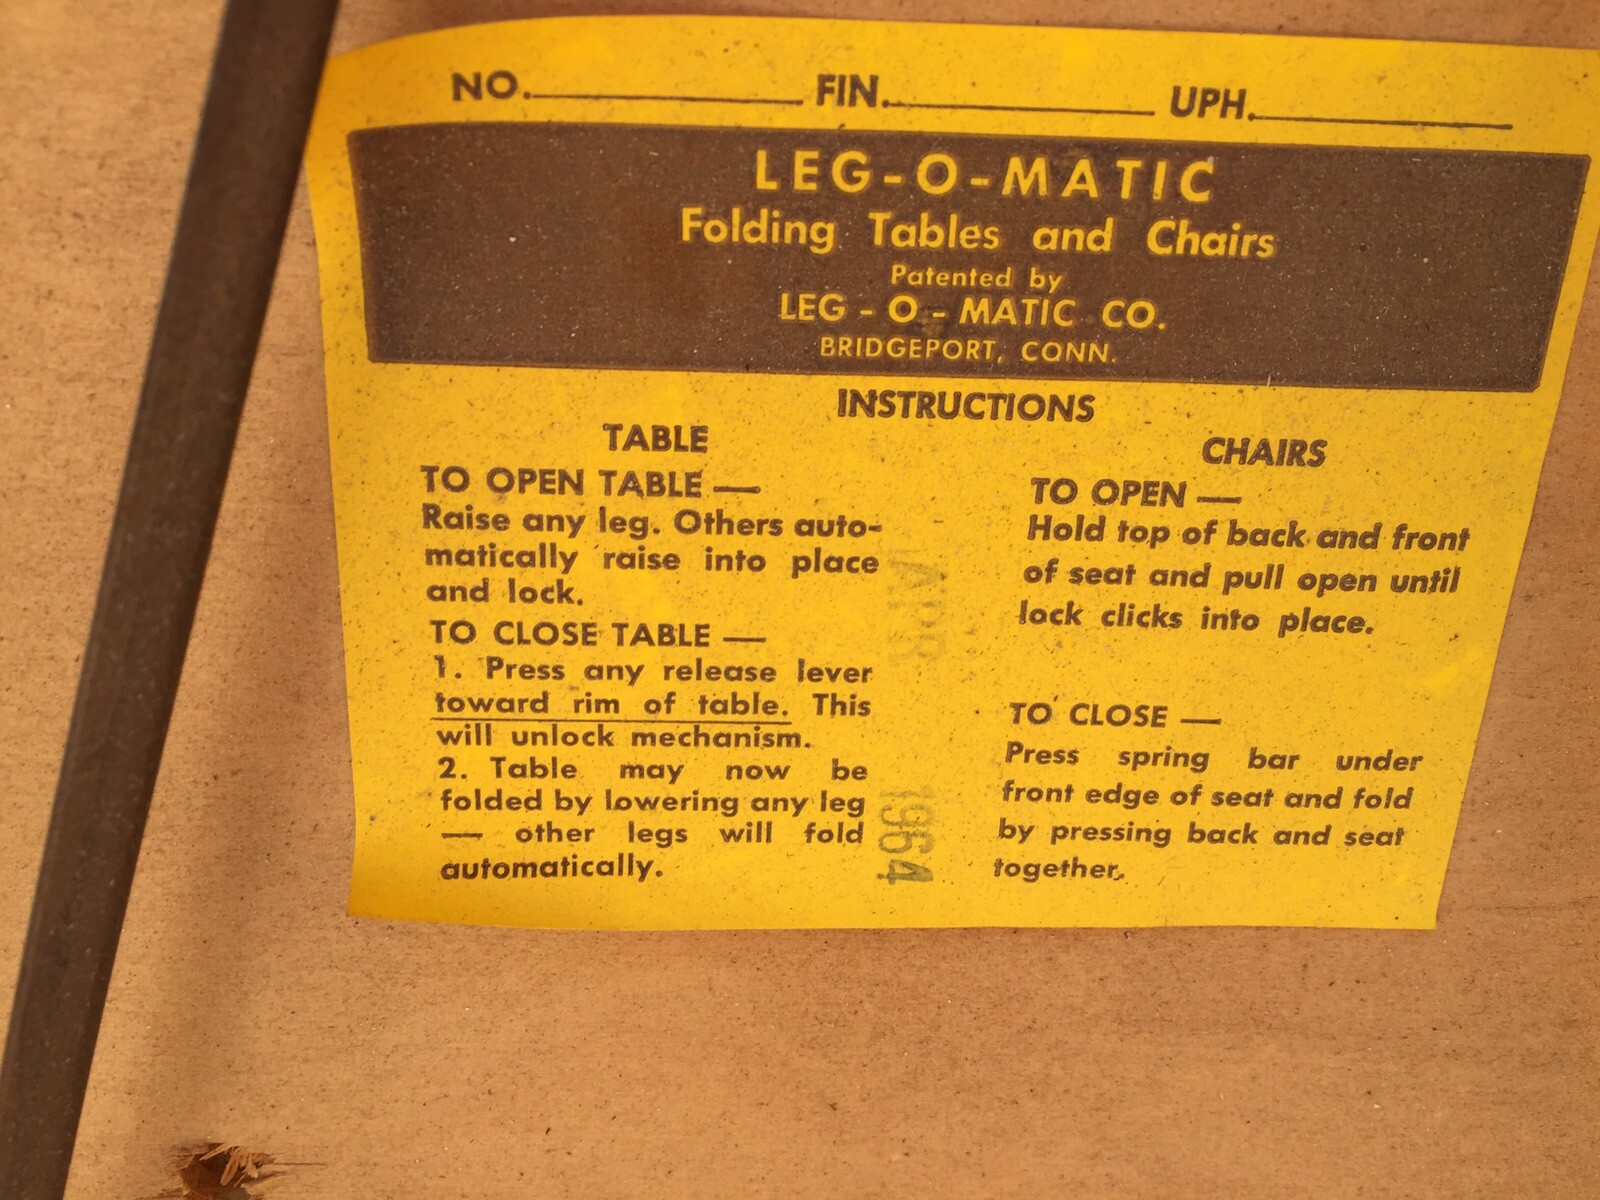 NO. FIN. UPH.
LEG-O-MATIC
Folding Tables and Chairs
Patented by
LEG - O - MATIC CO.
BRIDGEPORT, CONN.
INSTRUCTIONS
TABLE
TO OPEN TABLE —
Raise any leg. Others auto-
matically raise into place
and lock.
TO CLOSE TABLE —
1. Press any release lever
toward rim of table. This
will unlock mechanism.
2. Table may now be
folded by lowering any leg
— other legs will fold
automatically.
CHAIRS
TO OPEN —
Hold top of back and front
of seat and pull open until
lock clicks into place.
TO CLOSE —
Press spring bar under
front edge of seat and fold
by pressing back and seat
together.
1964